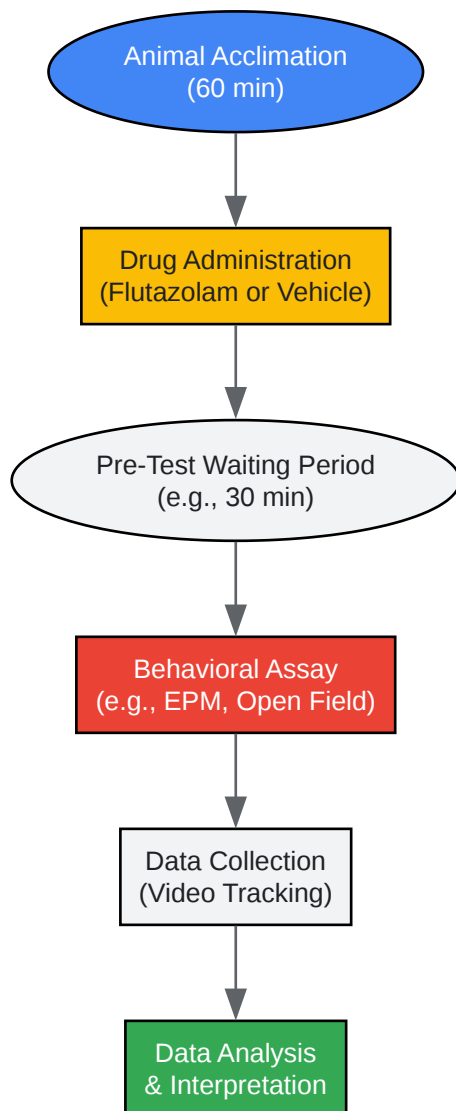 Animal Acclimation
(60 min)
Drug Administration
(Flutazolam or Vehicle)
Pre-Test Waiting Period
(e.g., 30 min)
Behavioral Assay
(e.g., EPM, Open Field)
Data Collection
(Video Tracking)
Data Analysis
& Interpretation